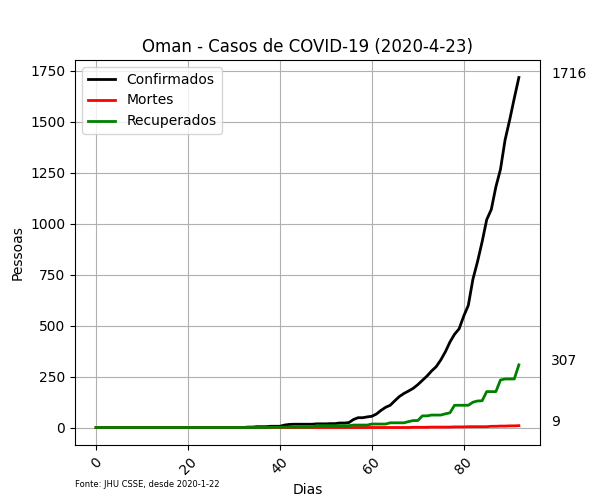 Oman - Casos de COVID-19 (2020-4-23)
Confirmados
Mortes
Recuperados
1750
1500
1250
1000
750
500
250
0
Pessoas
1716
307
9
0
20
40
60
80
Dias
Fonte: JHU CSSE, desde 2020-1-22